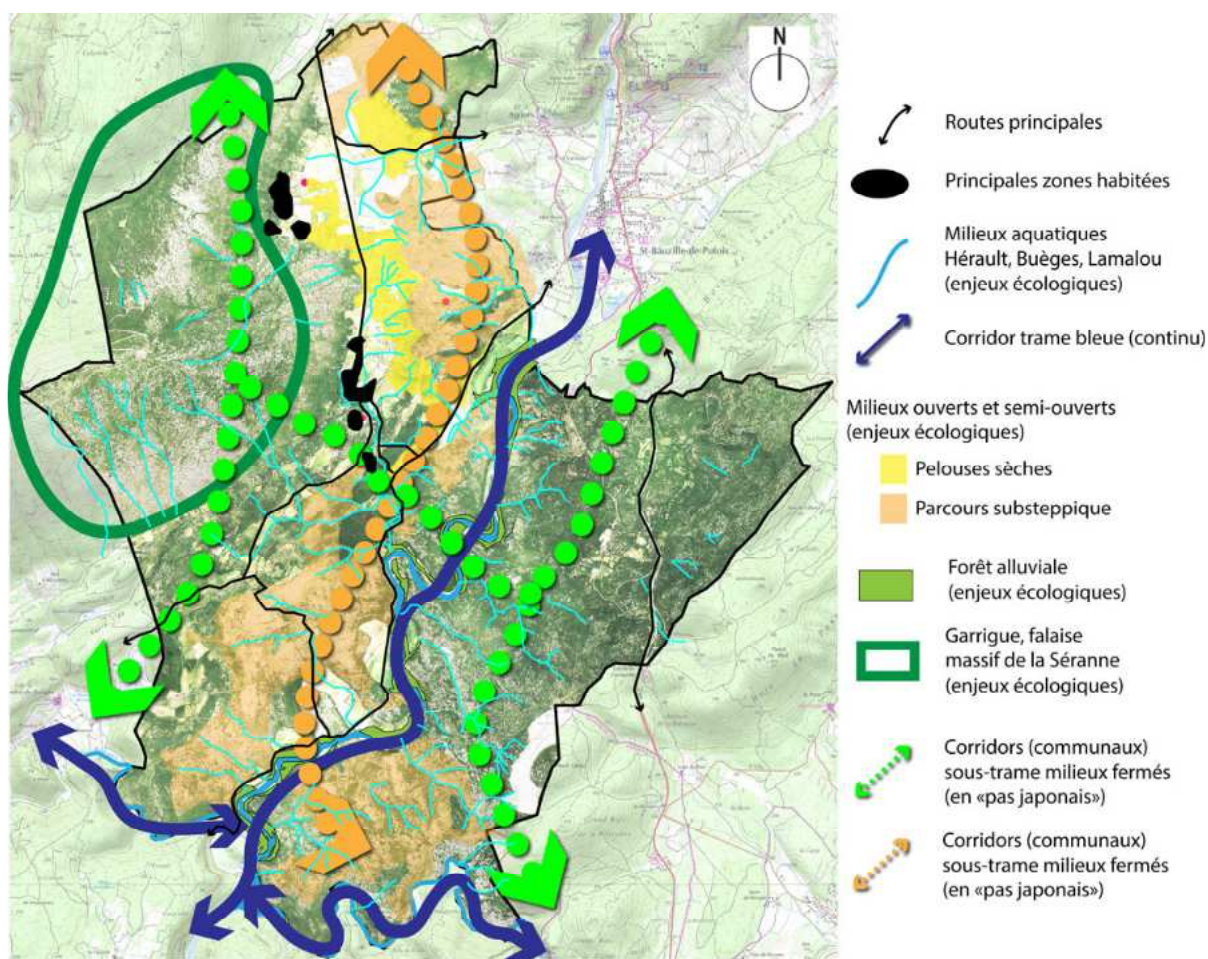 N
St-Bauzille-de-Putois
Routes principales
Principales zones habitées
Milieux aquatiques
Hérault, Buèges, Lamalou
(enjeux écologiques)
Corridor trame bleue (continu)
Milieux ouverts et semi-ouverts
(enjeux écologiques)
Pelouses sèches
Parcours substeppique
Forêt alluviale
(enjeux écologiques)
Garrigue, falaise
massif de la Séranne
(enjeux écologiques)
Corridors (communaux)
sous-trame milieux fermés
(en «pas japonais»)
Corridors (communaux)
sous-trame milieux fermés
(en «pas japonais»)